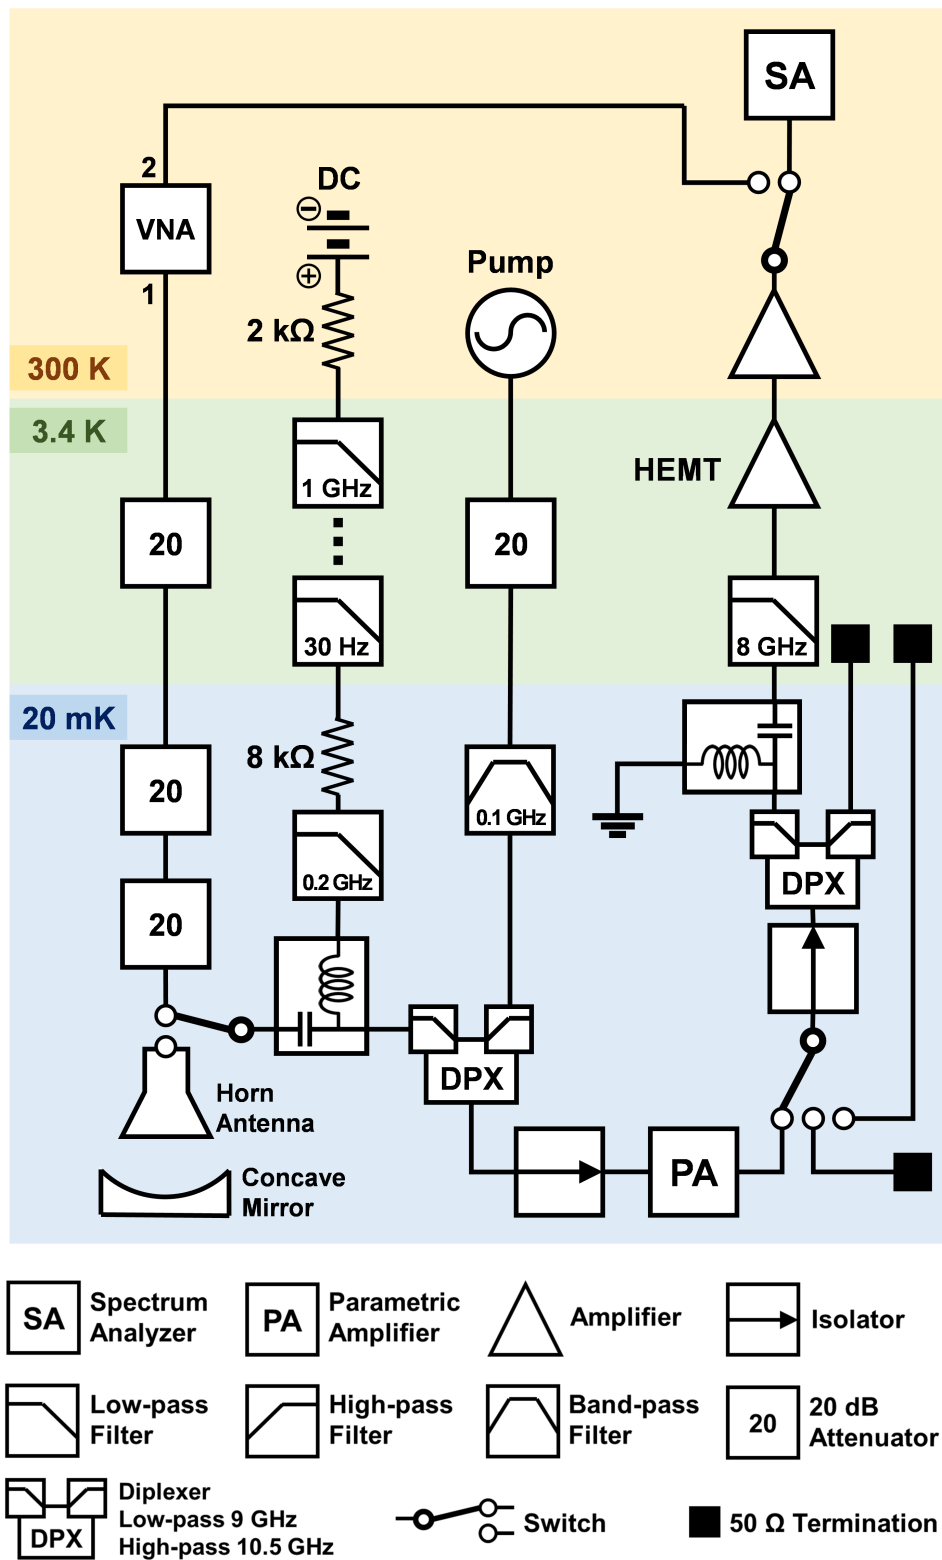 SA
2
DC
VNA
1
Pump
2 kΩ
300 K
3.4 K
HEMT
1 GHz
20
20
30 Hz
8 GHz
20 mK
8 kΩ
20
0.1 GHz
0.2 GHz
DPX
20
DPX
Horn
Antenna
PA
Concave
Mirror
SA
Spectrum
Analyzer
PA
Parametric
Amplifier
Amplifier
Isolator
Low-pass
Filter
High-pass
Filter
Band-pass
Filter
20
20 dB
Attenuator
DPX
Diplexer
Low-pass 9 GHz
High-pass 10.5 GHz
Switch
50 Ω Termination